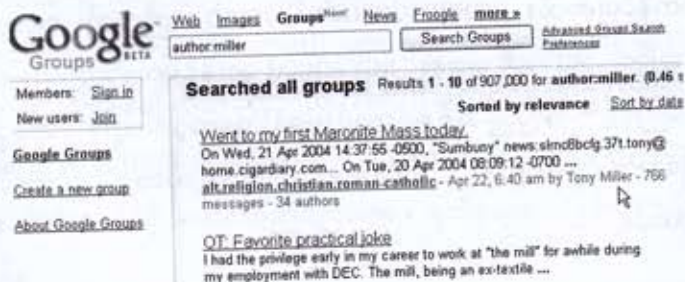 Google
Groups BETA
Web Images Groups New! News Froogle more »
author:miller
Search Groups
Advanced Groups Search
Preferences
Members: Sign in
New users: Join
Google Groups
Create a new group
About Google Groups
Searched all groups Results 1 - 10 of 907,000 for author:miller. (0.46 s
Sorted by relevance Sort by date
Went to my first Maronite Mass today.
On Wed, 21 Apr 2004 14:37:55 -0500, "Sumbuny" news:slrnc8bcfg.37t.tony@
home.cigardiary.com... On Tue, 20 Apr 2004 08:09:12 -0700 ...
alt.religion.christian.roman-catholic - Apr 22, 6:40 am by Tony Miller - 766
messages - 34 authors
OT: Favorite practical joke
I had the privilege early in my career to work at "the mill" for awhile during
my employment with DEC. The mill, being an ex-textile ....